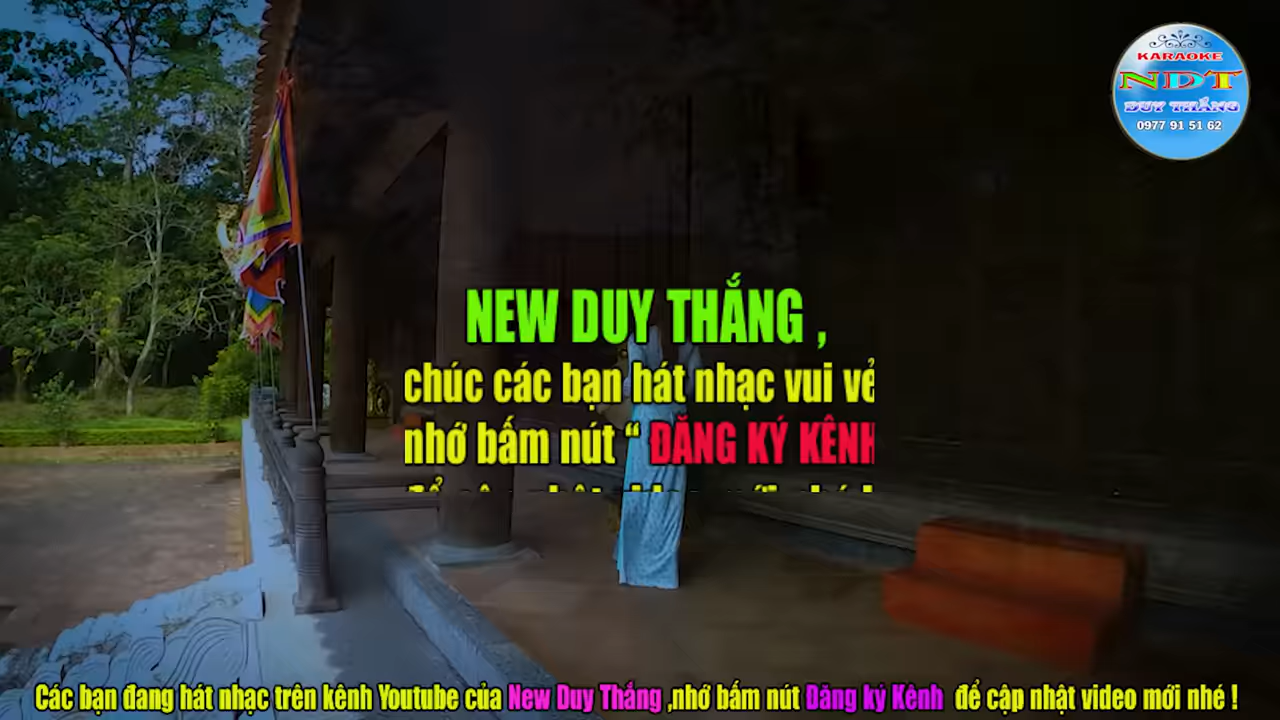 KARAOKE
NDT
DUY THẮNG
0977 91 51 62
NEW DUY THẮNG ,
chúc các bạn hát nhạc vui vẻ
nhớ bấm nút “ ĐĂNG KÝ KÊNH
Các bạn đang hát nhạc trên kênh Youtube của New Duy Thắng ,nhớ bấm nút Đăng ký Kênh để cập nhật video mới nhé !